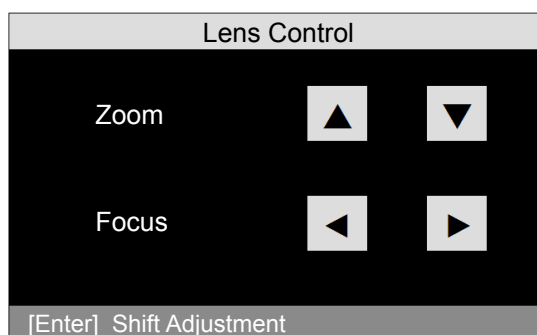 Lens Control
Zoom ▲ ▼
Focus ◄ ►
[Enter] Shift Adjustment